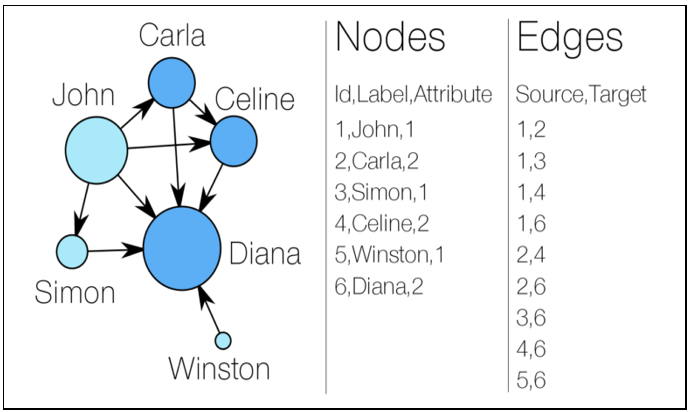 Carla
John
Celine
Diana
Simon
Winston
Nodes
Id,Label,Attribute
1,John,1
2,Carla,2
3,Simon,1
4,Celine,2
5,Winston,1
6,Diana,2
Edges
Source,Target
1,2
1,3
1,4
1,6
2,4
2,6
3,6
4,6
5,6